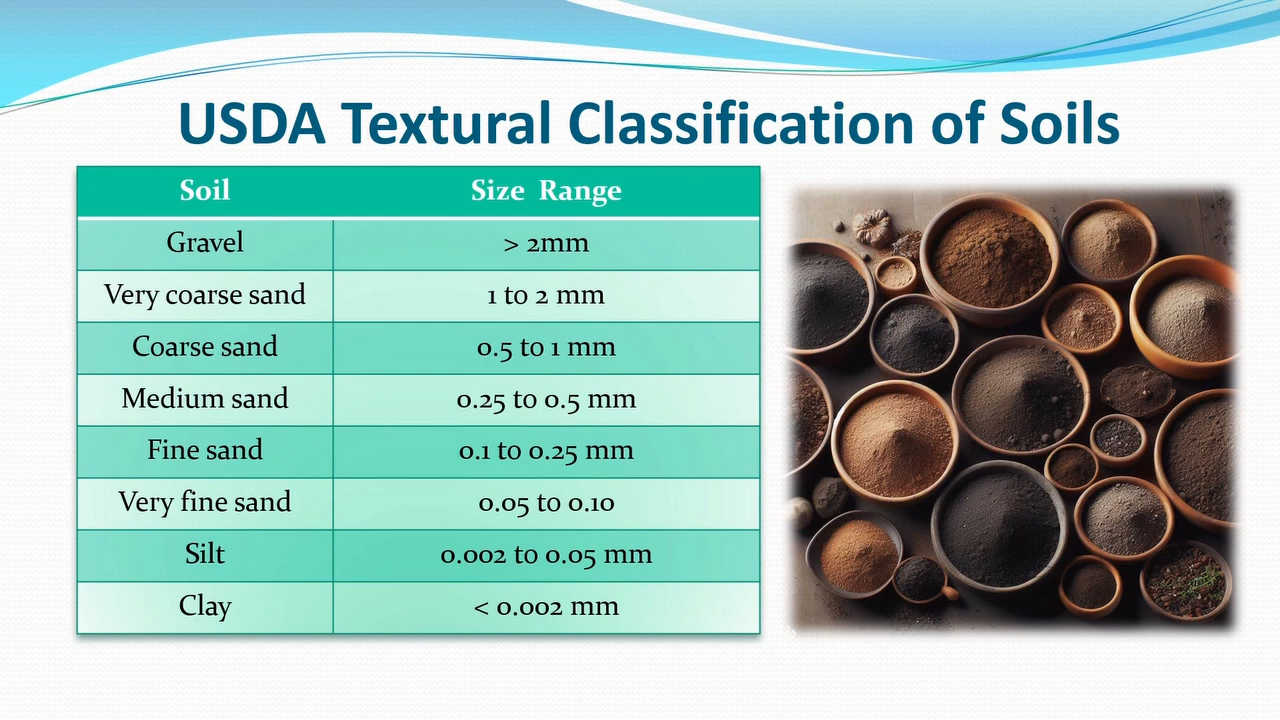 USDA Textural Classification of Soils
Soil Size Range
Gravel > 2mm
Very coarse sand 1 to 2 mm
Coarse sand 0.5 to 1 mm
Medium sand 0.25 to 0.5 mm
Fine sand 0.1 to 0.25 mm
Very fine sand 0.05 to 0.10
Silt 0.002 to 0.05 mm
Clay < 0.002 mm